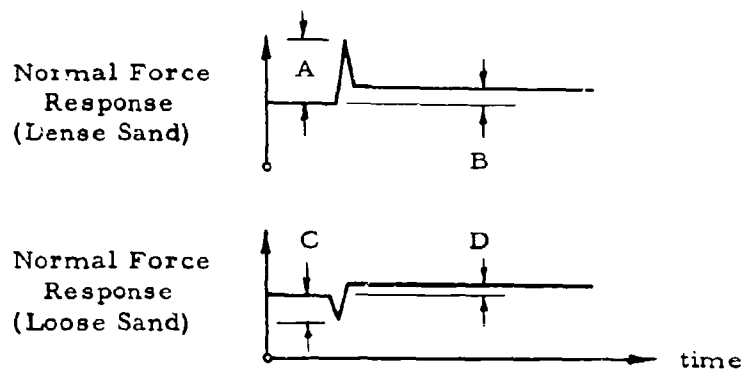 Normal Force
Response
(Dense Sand)
A
B
Normal Force
Response
(Loose Sand)
C
D
time